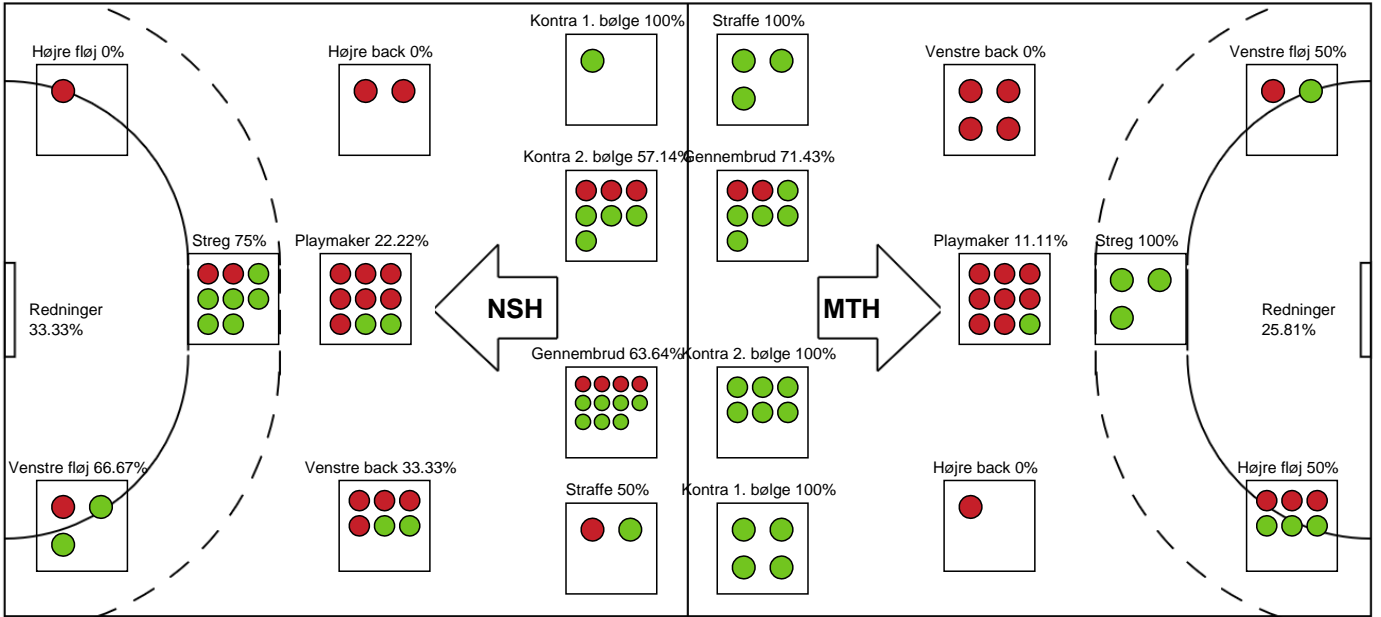 Kontra 1. bølge 100%
Straffe 100%
Højre fløj 0%
Højre back 0%
Venstre back 0%
Venstre fløj 50%
Kontra 2. bølge 57.14%
Gennembrud 71.43%
Streg 75%
Playmaker 22.22%
Playmaker 11.11%
Streg 100%
Redninger
33.33%
NSH
MTH
Redninger
25.81%
Gennembrud 63.64%
Kontra 2. bølge 100%
Venstre fløj 66.67%
Venstre back 33.33%
Straffe 50%
Kontra 1. bølge 100%
Højre back 0%
Højre fløj 50%